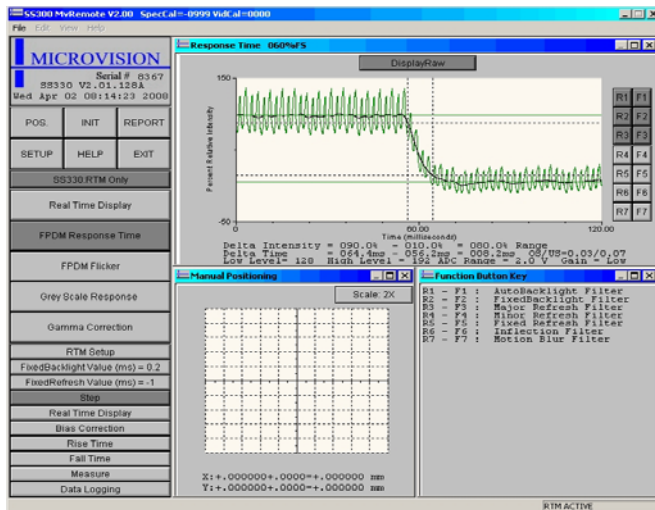 SS300 MvRemote V2.00 SpecCal=-0999 VidCal=0000
File Edit View Help
MICROVISION
Serial # 8367
SS330 V2.01.128A
Wed Apr 02 08:14:23 2008
POS. INIT REPORT
SETUP HELP EXIT
SS330:RTM Only
Real Time Display
FPDM Response Time
FPDM Flicker
Grey Scale Response
Gamma Correction
RTM Setup
FixedBacklight Value (ms) = 0.2
FixedRefresh Value (ms) = -1
Step
Real Time Display
Bias Correction
Rise Time
Fall Time
Measure
Data Logging
Response Time 060%FS
DisplayRaw
150
Percent Relative Intensity
-50
0.00
60.00
120.00
Time (milliseconds)
R1 F1
R2 F2
R3 F3
R4 F4
R5 F5
R6 F6
R7 F7
Delta Intensity = 090.0% - 010.0% = 080.0% Range
Delta Time = 064.4ms - 056.2ms = 008.2ms OS/US=0.03/0.07
Low Level= 128 High Level = 192 ADC Range = 2.0 V Gain = Low
Manual Positioning
Scale: 2X
X:+.000000+.0000=+.000000 mm
Y:+.000000+.0000=+.000000 mm
Function Button Key
R1 - F1 : AutoBacklight Filter
R2 - F2 : FixedBacklight Filter
R3 - F3 : Major Refresh Filter
R4 - F4 : Minor Refresh Filter
R5 - F5 : Fixed Refresh Filter
R6 - F6 : Inflection Filter
R7 - F7 : Motion Blur Filter
RTM ACTIVE